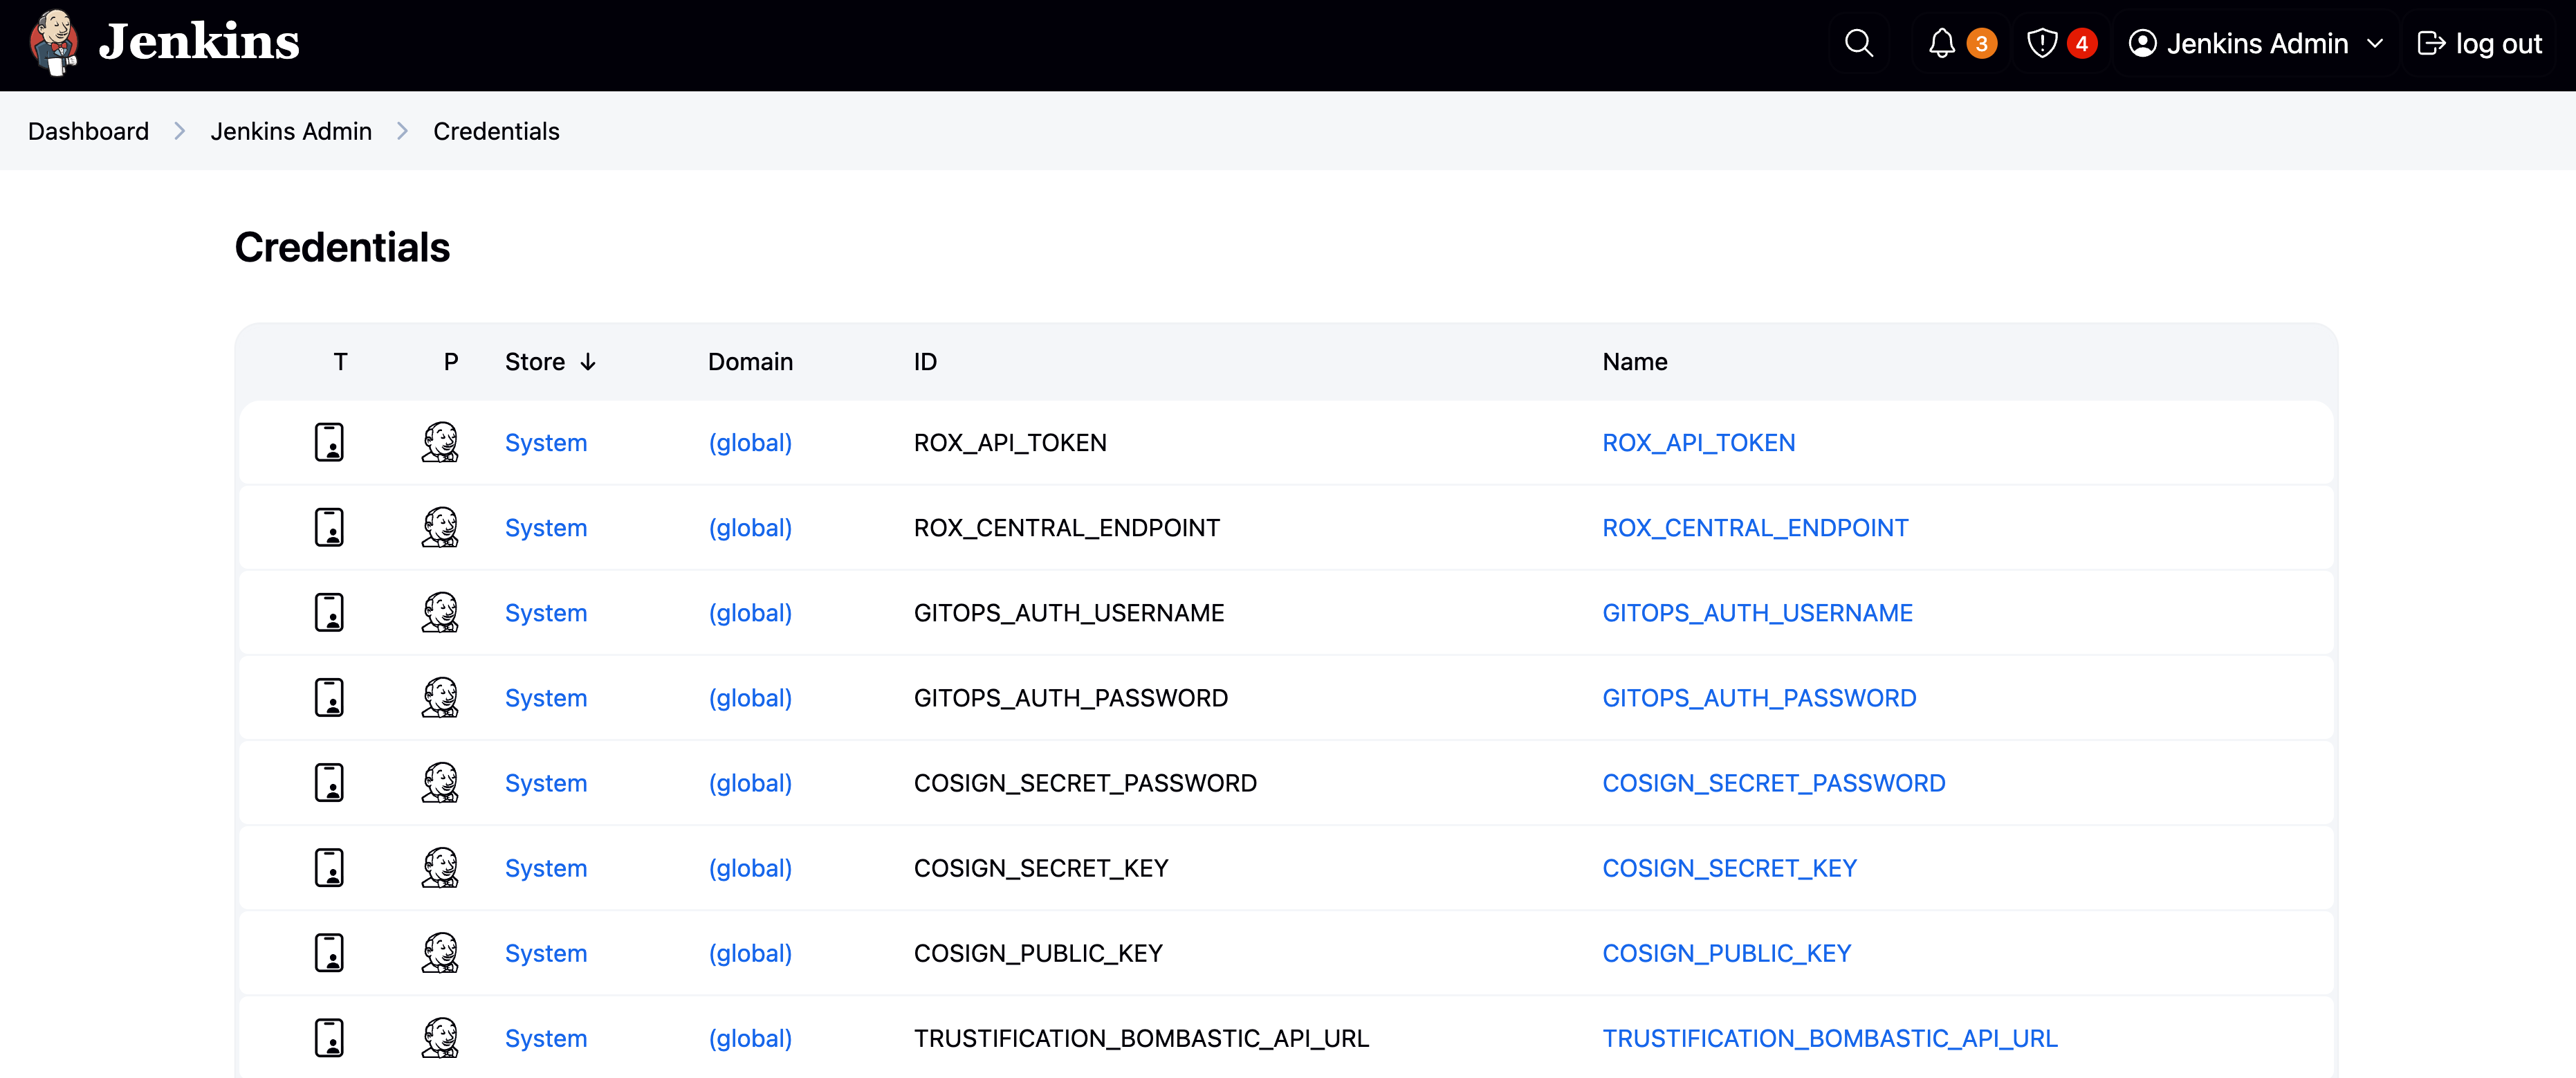 Jenkins 3 4 Jenkins Admin log out
Dashboard Jenkins Admin Credentials
Credentials
T P Store ↓ Domain ID Name
System (global) ROX_API_TOKEN ROX_API_TOKEN
System (global) ROX_CENTRAL_ENDPOINT ROX_CENTRAL_ENDPOINT
System (global) GITOPS_AUTH_USERNAME GITOPS_AUTH_USERNAME
System (global) GITOPS_AUTH_PASSWORD GITOPS_AUTH_PASSWORD
System (global) COSIGN_SECRET_PASSWORD COSIGN_SECRET_PASSWORD
System (global) COSIGN_SECRET_KEY COSIGN_SECRET_KEY
System (global) COSIGN_PUBLIC_KEY COSIGN_PUBLIC_KEY
System (global) TRUSTIFICATION_BOMBASTIC_API_URL TRUSTIFICATION_BOMBASTIC_API_URL